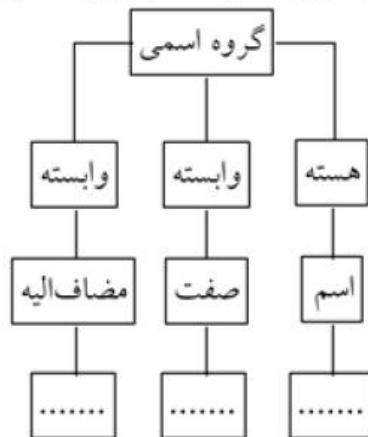 گروه اسمی
هسته وابسته وابسته
اسم صفت مضاف‌الیه
....... ....... .......